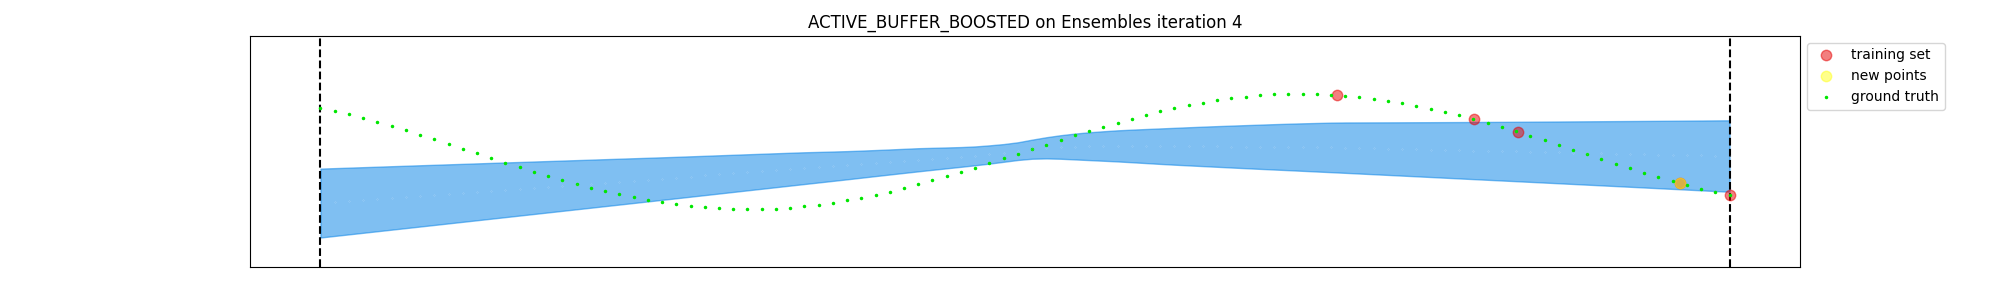 ACTIVE_BUFFER_BOOSTED on Ensembles iteration 4
training set
new points
ground truth